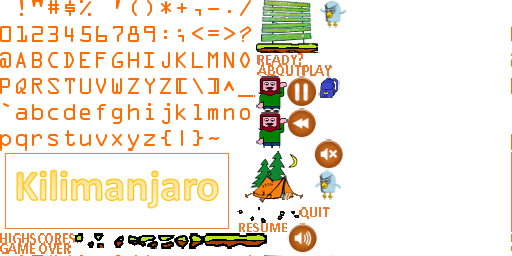 !"#$% '()*+,-./
0123456789:;<=>?
@ABCDEFGHIJKLMNO
PQRSTUVWXYZ[\]^_
`abcdefghijklmno
pqrstuvwxyz{|}~
READY?
ABOUT PLAY
Kilimanjaro
QUIT
RESUME
HIGHSCORES
GAME OVER